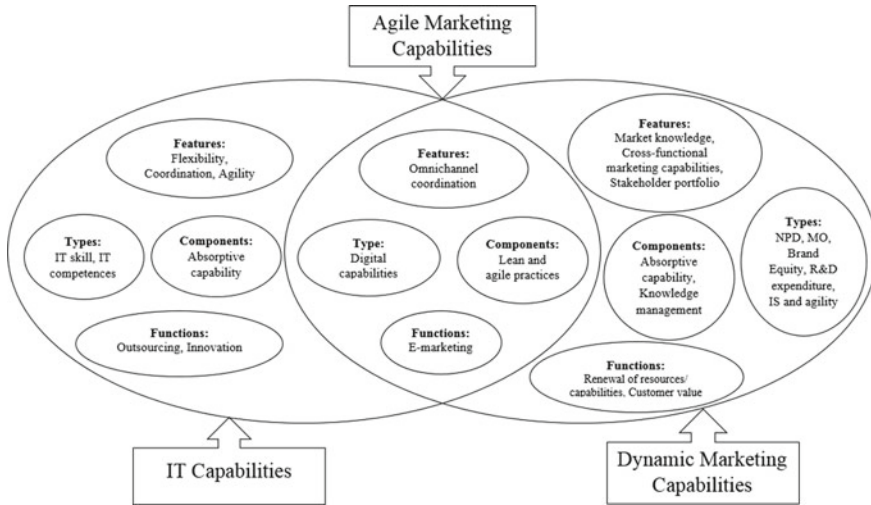 Agile Marketing
Capabilities
Features:
Flexibility,
Coordination, Agility
Types:
IT skill, IT
competences
Components:
Absorptive
capability
Functions:
Outsourcing, Innovation
Features:
Omnichannel
coordination
Type:
Digital
capabilities
Components:
Lean and
agile practices
Functions:
E-marketing
Features:
Market knowledge,
Cross-functional
marketing capabilities,
Stakeholder portfolio
Components:
Absorptive
capability,
Knowledge
management
Types:
NPD, MO,
Brand
Equity, R&D
expenditure,
IS and agility
Functions:
Renewal of resources/
capabilities, Customer value
IT Capabilities
Dynamic Marketing
Capabilities